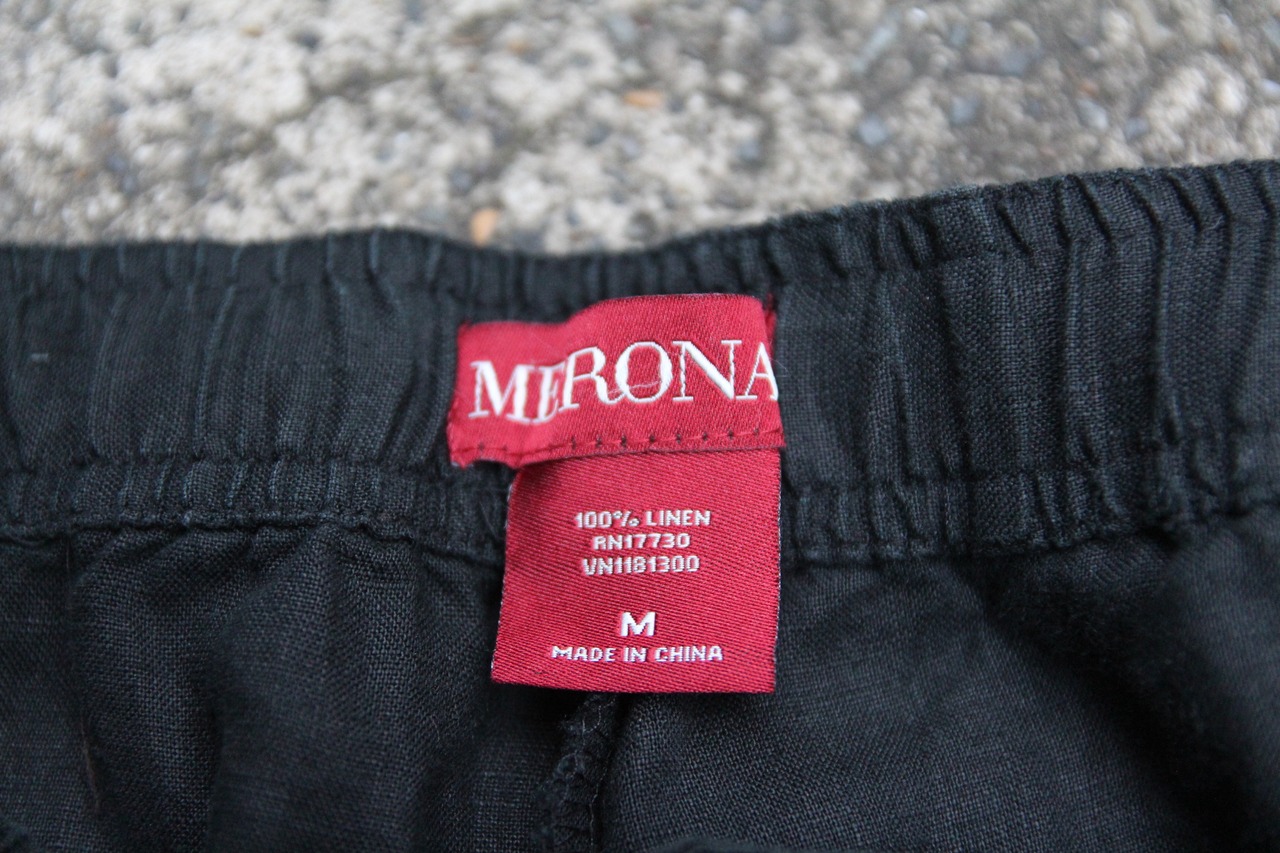 MERONA
100% LINEN
RN17730
VN1181300
M
MADE IN CHINA